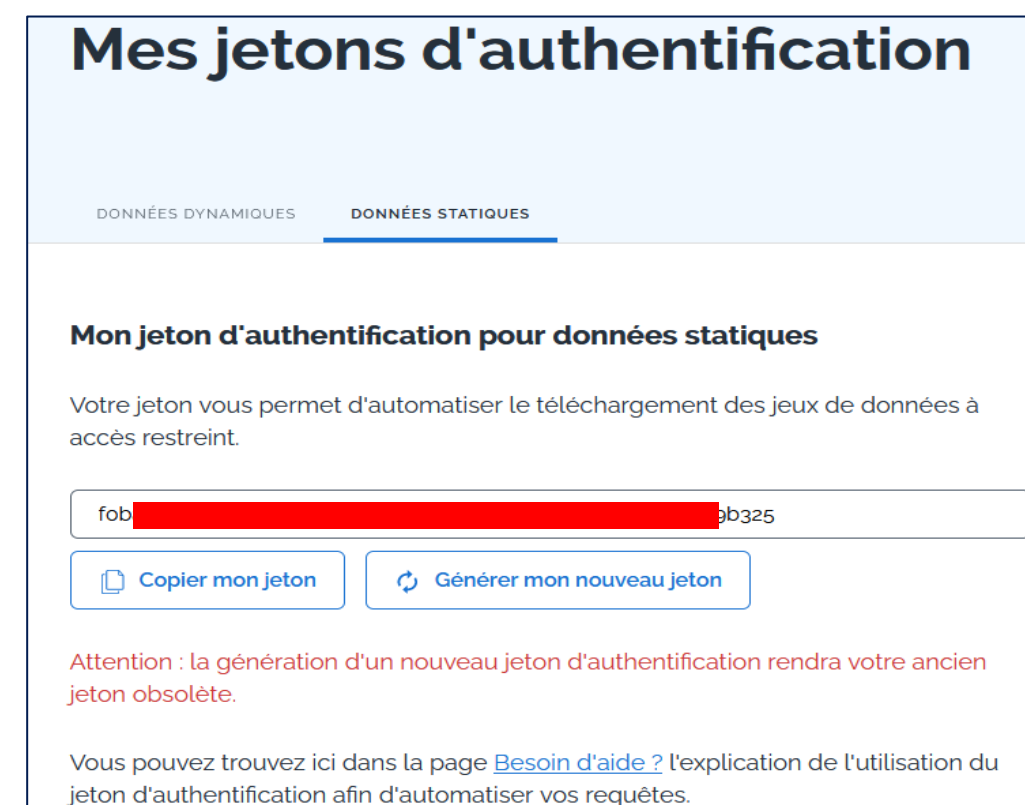 Mes jetons d'authentification
DONNÉES DYNAMIQUES DONNÉES STATIQUES
Mon jeton d'authentification pour données statiques
Votre jeton vous permet d'automatiser le téléchargement des jeux de données à
accès restreint.
fob 9b325
Copier mon jeton Générer mon nouveau jeton
Attention : la génération d'un nouveau jeton d'authentification rendra votre ancien
jeton obsolète.
Vous pouvez trouvez ici dans la page Besoin d'aide ? l'explication de l'utilisation du
jeton d'authentification afin d'automatiser vos requêtes.